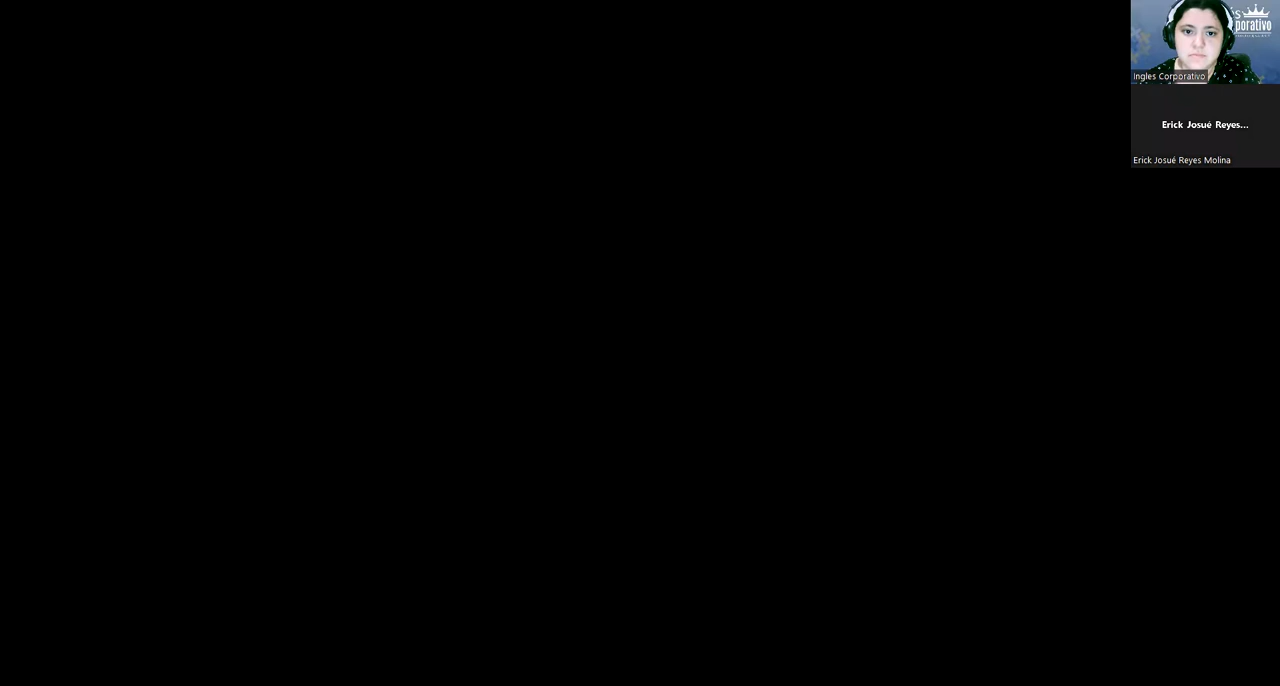 s
porativo
Ingles Corporativo
Erick Josué Reyes...
Erick Josué Reyes Molina